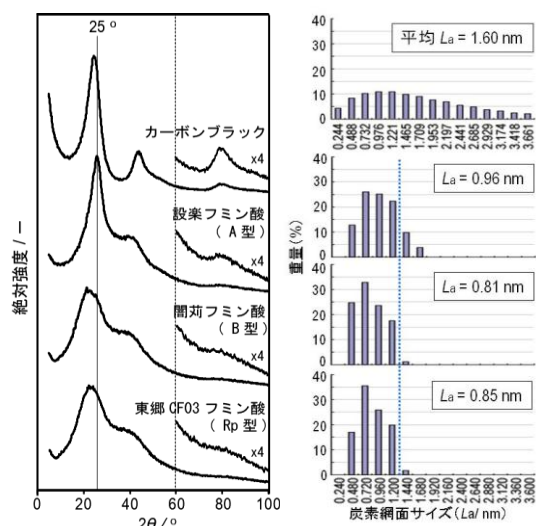 25 °
カーボンブラック
x4
設楽フミン酸
( A 型 )
x4
闇苅フミン酸
( B 型 )
x4
東郷 CF03 フミン酸
( Rp 型 )
x4
絶対強度 / —
0 20 40 60 80 100
2θ / °
平均 La = 1.60 nm
40
30
20
10
0
0.244 0.488 0.732 0.976 1.221 1.465 1.709 1.953 2.197 2.441 2.685 2.929 3.174 3.418 3.661
La = 0.96 nm
40
30
20
10
0
La = 0.81 nm
40
30
20
10
0
La = 0.85 nm
40
30
20
10
0
重量 (%)
0.240 0.480 0.720 0.960 1.200 1.440 1.680 1.920 2.160 2.400 2.640 2.880 3.120 3.360 3.600
炭素網面サイズ (La/ nm)